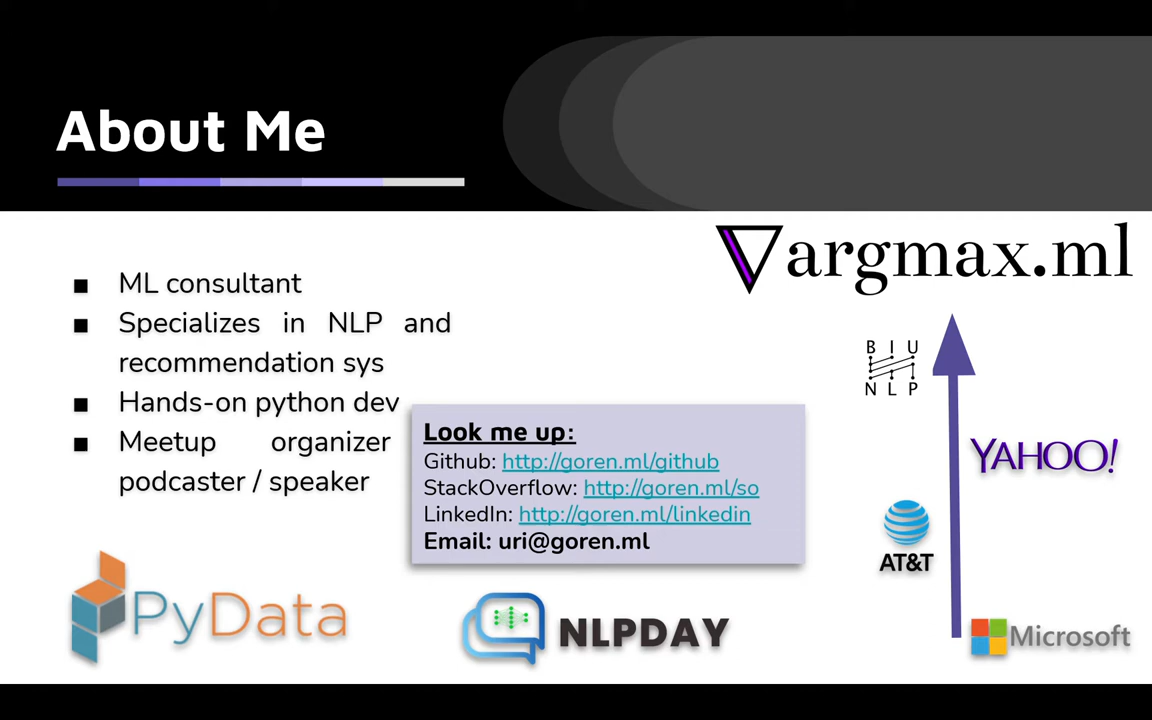 About Me
argmax.ml
■ ML consultant
■ Specializes in NLP and
recommendation sys
■ Hands-on python dev
■ Meetup organizer
podcaster / speaker
Look me up:
Github: http://goren.ml/github
StackOverflow: http://goren.ml/so
LinkedIn: http://goren.ml/linkedin
Email: uri@goren.ml
BIU
NLP
YAHOO!
AT&T
Microsoft
PyData
NLPDAY